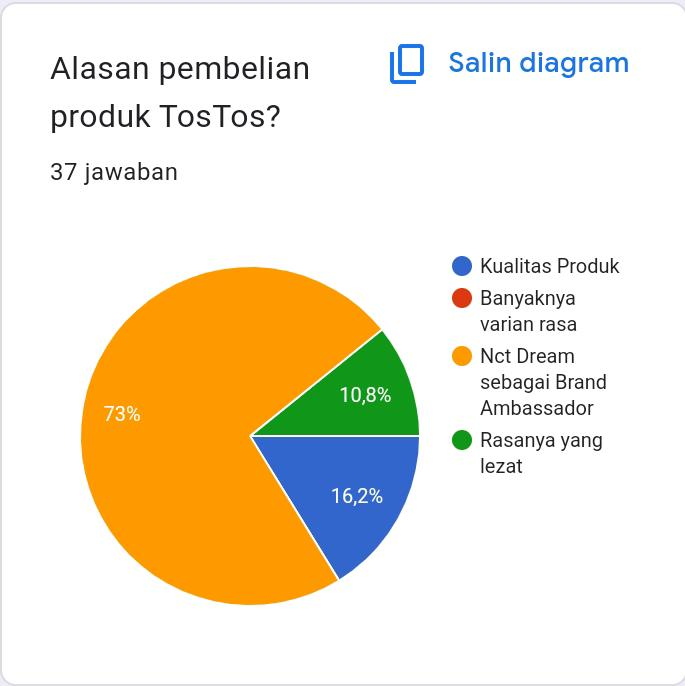 Alasan pembelian
produk TosTos?
Salin diagram
37 jawaban
Kualitas Produk
Banyaknya
varian rasa
Nct Dream
sebagai Brand
Ambassador
Rasanya yang
lezat
73%
10,8%
16,2%